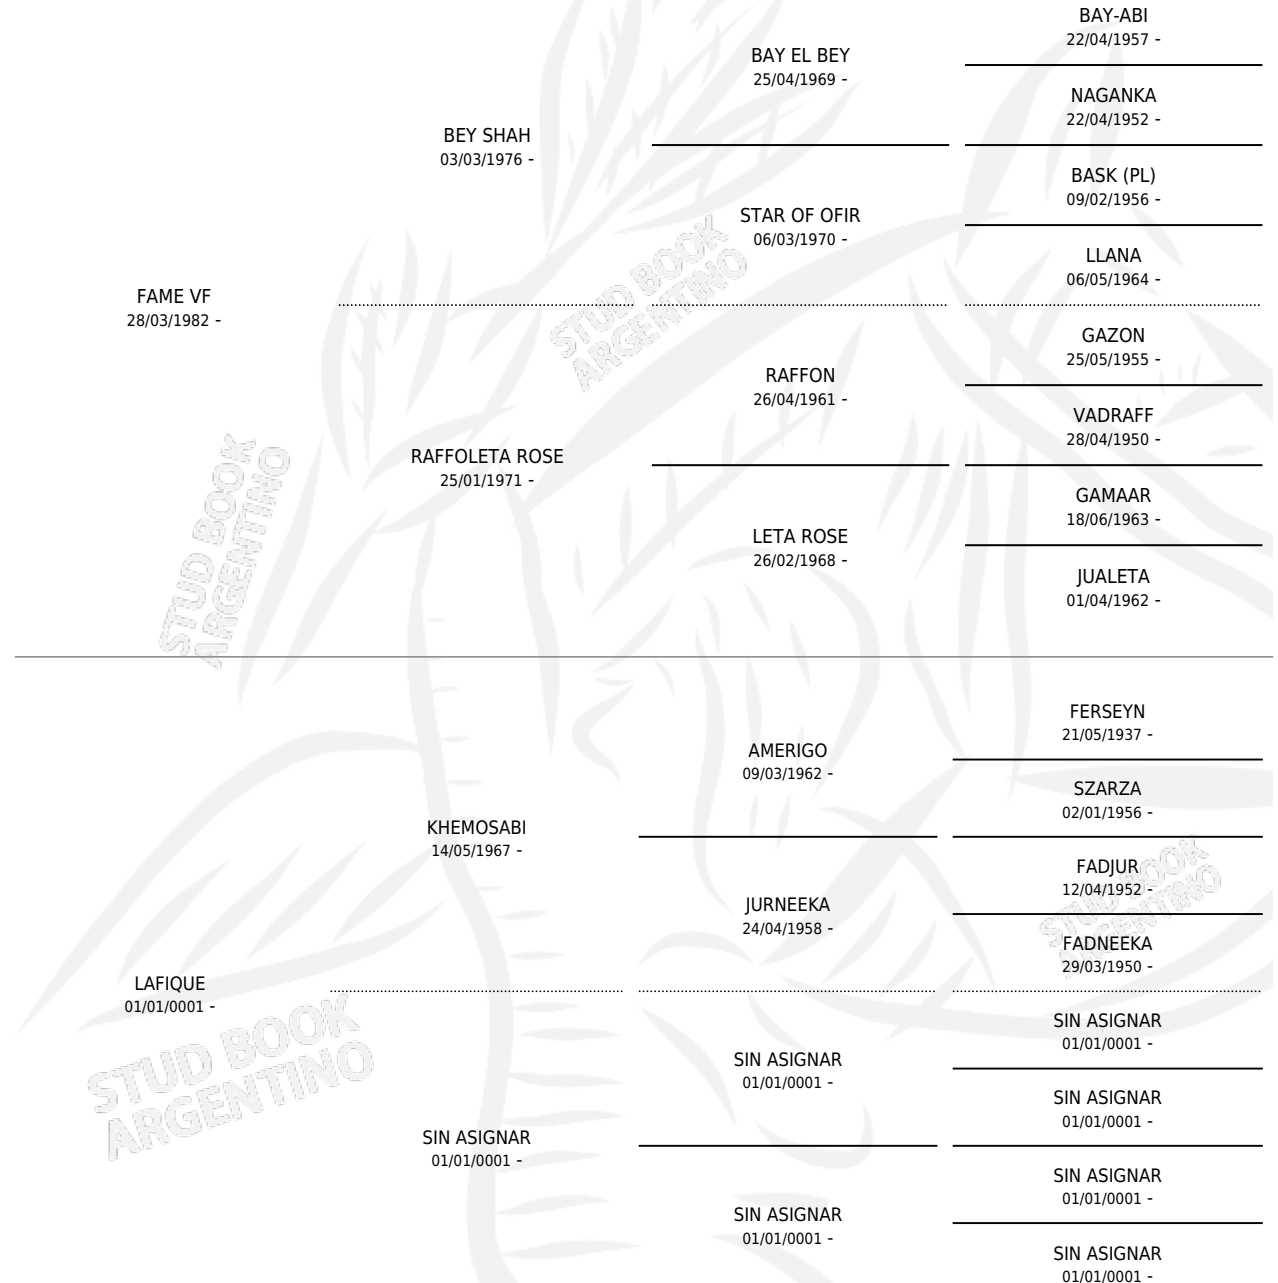 BAY-ABI
22/04/1957 -
BAY EL BEY
25/04/1969 -
NAGANKA
22/04/1952 -
BEY SHAH
03/03/1976 -
BASK (PL)
09/02/1956 -
STAR OF OFIR
06/03/1970 -
LLANA
06/05/1964 -
FAME VF
28/03/1982 -
GAZON
25/05/1955 -
RAFFON
26/04/1961 -
VADRAFF
28/04/1950 -
RAFFOLETA ROSE
25/01/1971 -
GAMAAR
18/06/1963 -
LETA ROSE
26/02/1968 -
JUALETA
01/04/1962 -
STUD BOOK
ARGENTINO
STUD BOOK
ARGENTINO
FERSEYN
21/05/1937 -
AMERIGO
09/03/1962 -
SZARZA
02/01/1956 -
KHEMOSABI
14/05/1967 -
FADJUR
12/04/1952 -
JURNEEKA
24/04/1958 -
FADNEEKA
29/03/1950 -
STUD BOOK
ARGENTINO
LAFIQUE
01/01/0001 -
SIN ASIGNAR
01/01/0001 -
SIN ASIGNAR
01/01/0001 -
SIN ASIGNAR
01/01/0001 -
SIN ASIGNAR
01/01/0001 -
SIN ASIGNAR
01/01/0001 -
SIN ASIGNAR
01/01/0001 -
SIN ASIGNAR
01/01/0001 -
STUD BOOK
ARGENTINO